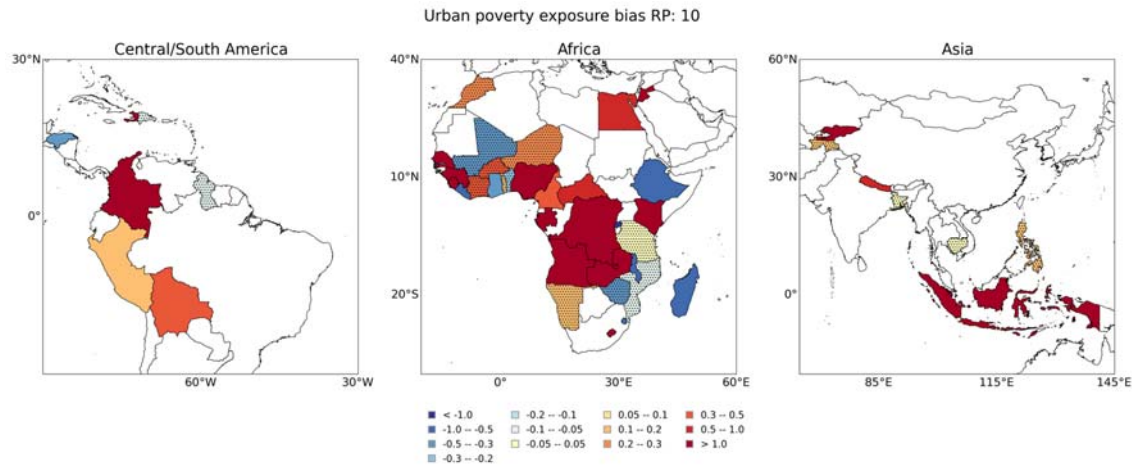 Urban poverty exposure bias RP: 10
Central/South America
Africa
Asia
30°N
0°
60°W
30°W
40°N
10°N
20°S
0°
30°E
60°E
60°N
30°N
0°
85°E
115°E
145°E
< -1.0
-1.0 -- -0.5
-0.5 -- -0.3
-0.3 -- -0.2
-0.2 -- -0.1
-0.1 -- -0.05
-0.05 -- 0.05
0.05 -- 0.1
0.1 -- 0.2
0.2 -- 0.3
0.3 -- 0.5
0.5 -- 1.0
> 1.0